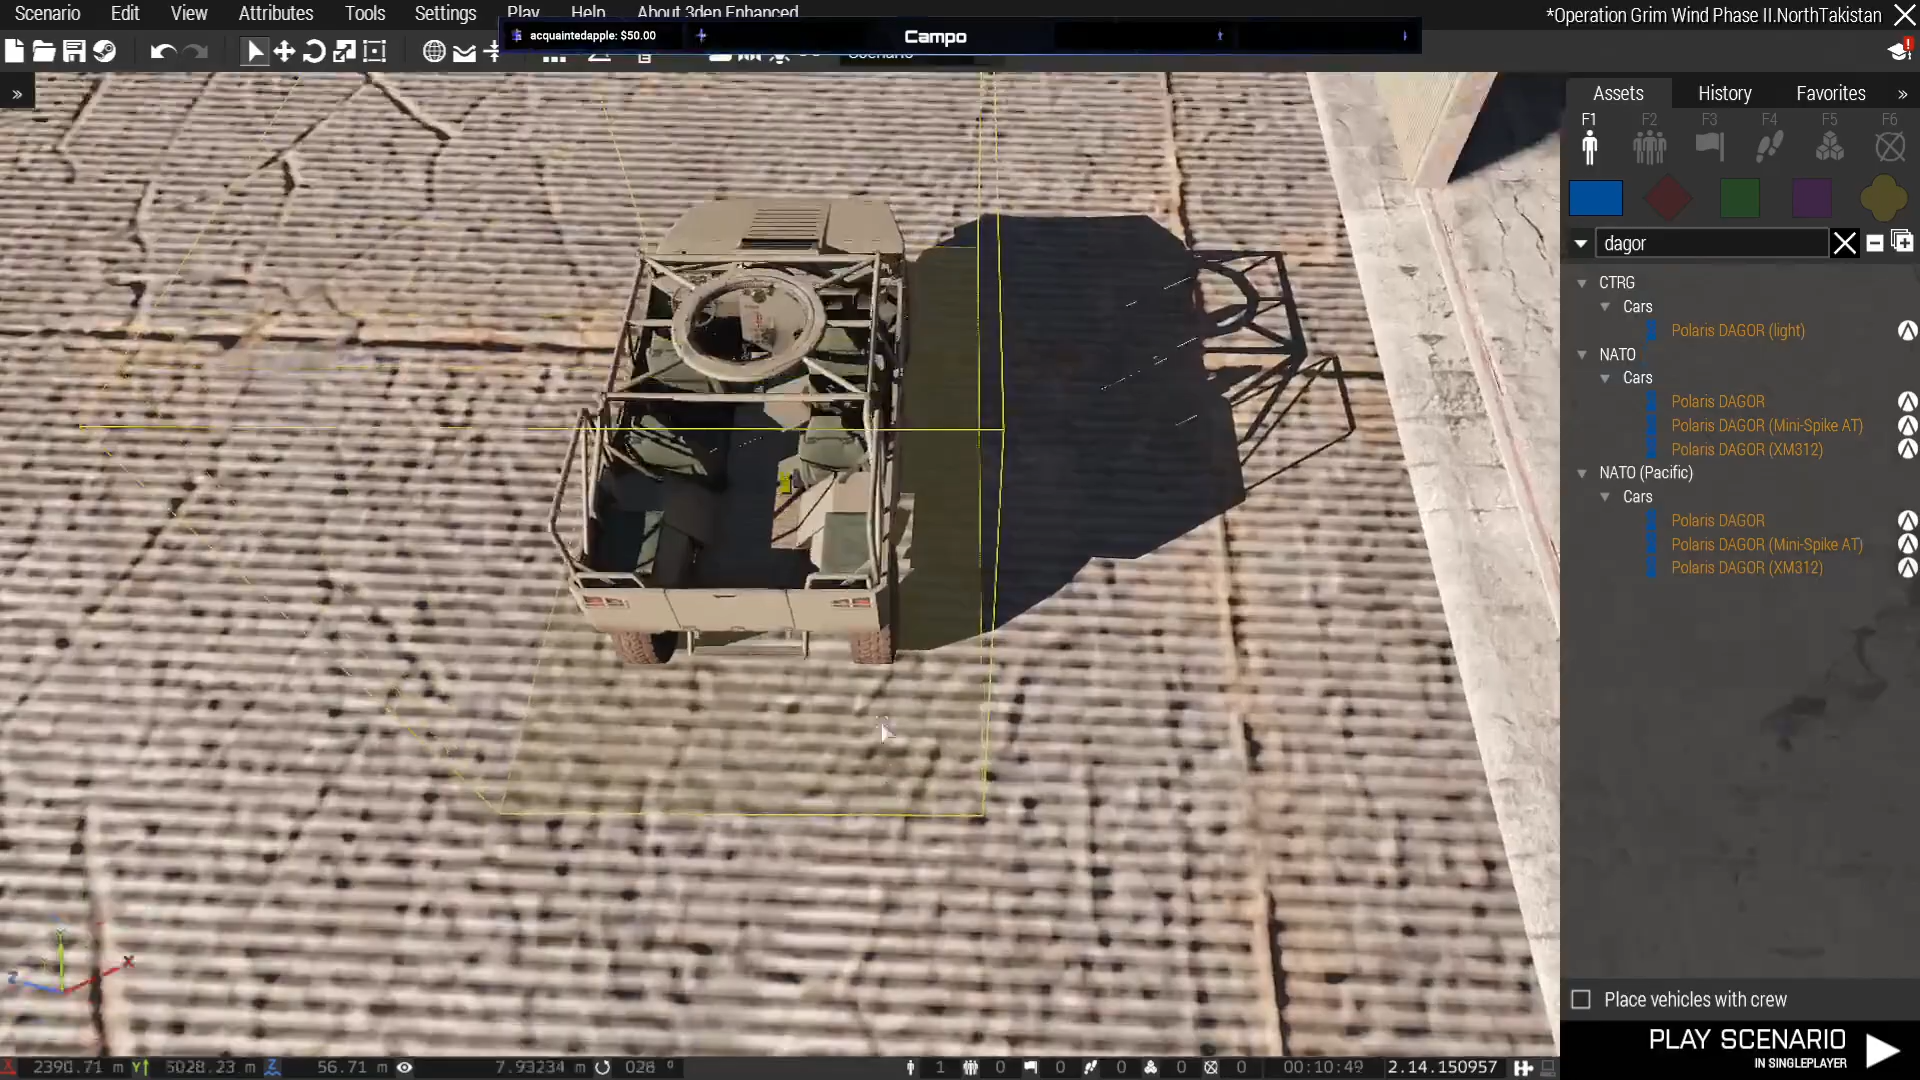 Scenario Edit View Attributes Tools Settings Play Help About 3den Enhanced
*Operation Grim Wind Phase II.NorthTakistan
acquaintedapple: $50.00
Campo
Scenario
Assets History Favorites
F1 F2 F3 F4 F5 F6
dagor
CTRG
Cars
Polaris DAGOR (light)
NATO
Cars
Polaris DAGOR
Polaris DAGOR (Mini-Spike AT)
Polaris DAGOR (XM312)
NATO (Pacific)
Cars
Polaris DAGOR
Polaris DAGOR (Mini-Spike AT)
Polaris DAGOR (XM312)
Y
Z
X
Place vehicles with crew
PLAY SCENARIO
IN SINGLEPLAYER
X 2390.71 m Y 5028.23 m Z 56.71 m 7.93234 m 028 ° 1 0 0 0 0 0 00:10:49 2.14.150957